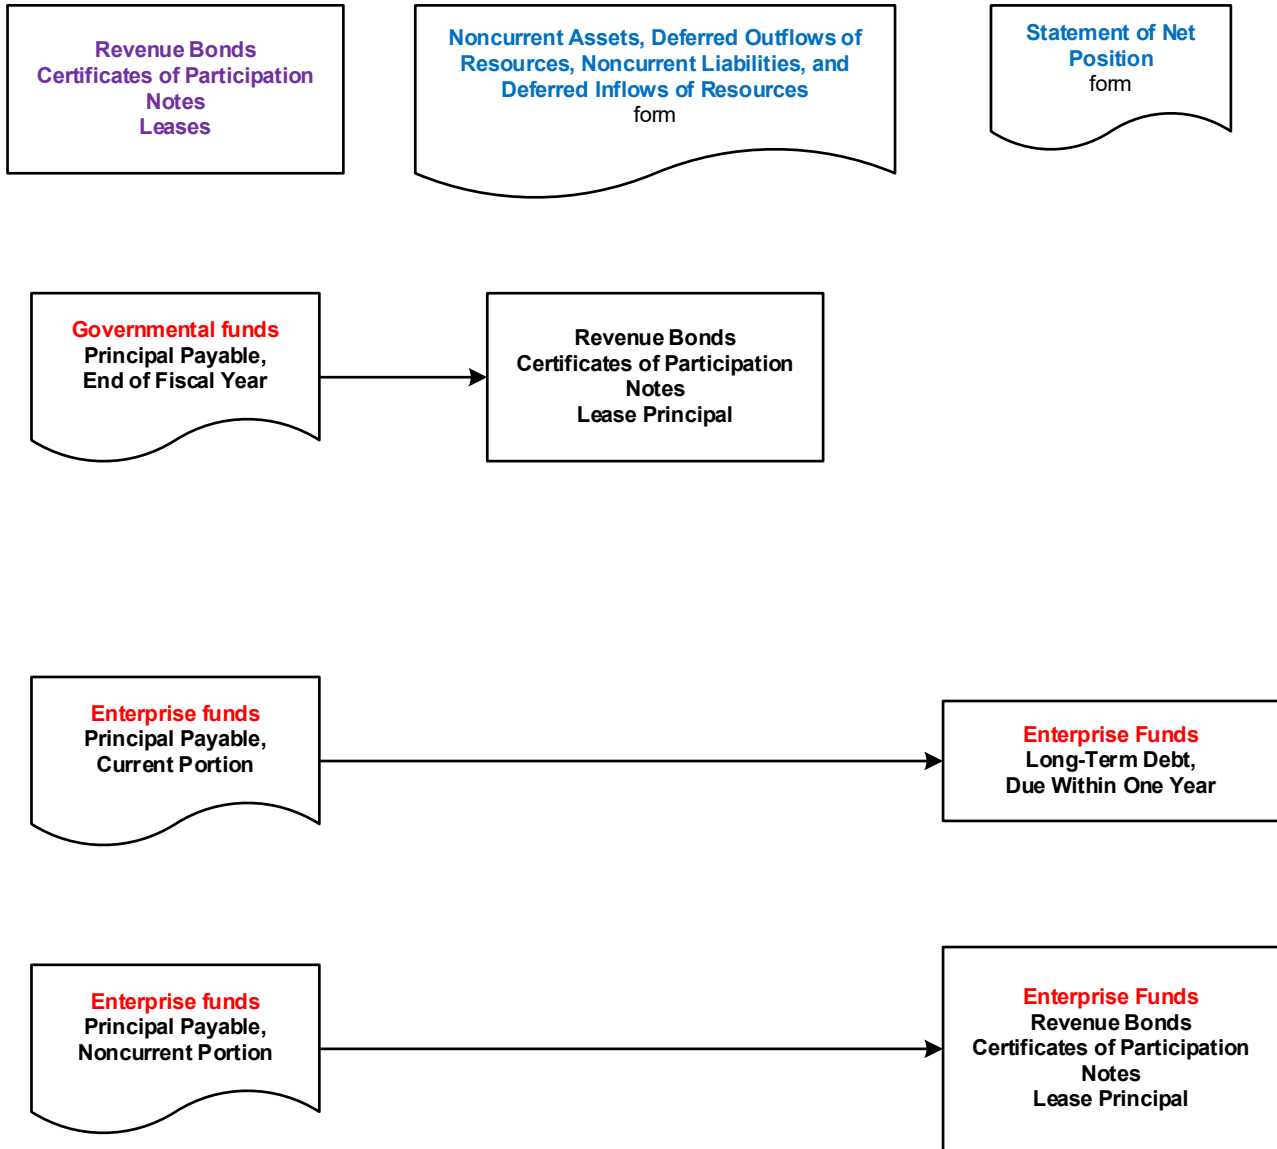 Revenue Bonds
Certificates of Participation
Notes
Leases
Noncurrent Assets, Deferred Outflows of
Resources, Noncurrent Liabilities, and
Deferred Inflows of Resources
form
Statement of Net
Position
form
Governmental funds
Principal Payable,
End of Fiscal Year
Revenue Bonds
Certificates of Participation
Notes
Lease Principal
Enterprise funds
Principal Payable,
Current Portion
Enterprise Funds
Long-Term Debt,
Due Within One Year
Enterprise funds
Principal Payable,
Noncurrent Portion
Enterprise Funds
Revenue Bonds
Certificates of Participation
Notes
Lease Principal